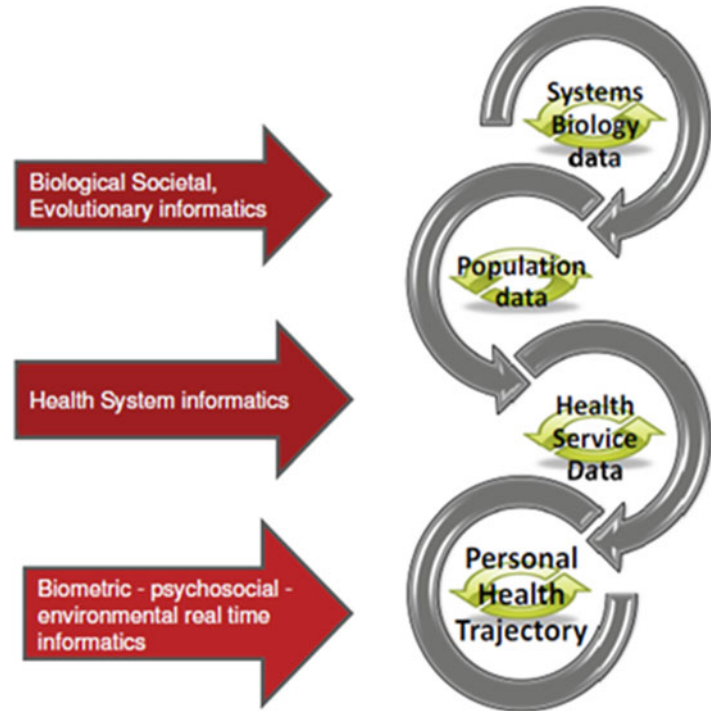 Systems
Biology
data
Biological Societal,
Evolutionary informatics
Population
data
Health System informatics
Health
Service
Data
Biometric - psychosocial -
environmental real time
informatics
Personal
Health
Trajectory